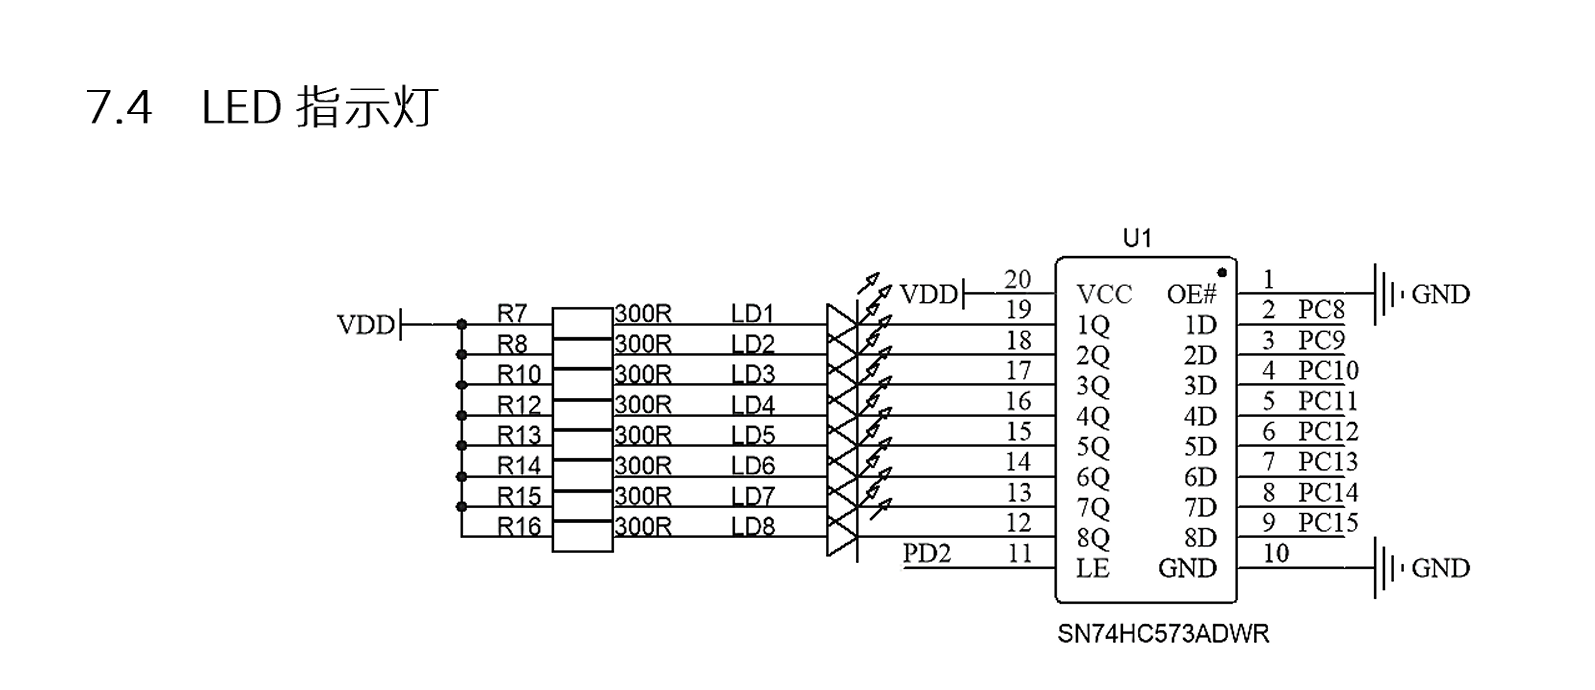 7.4 LED 指示灯
U1
VDD 20 VCC OE# 1 GND
VDD R7 300R LD1 19 1Q 1D 2 PC8
R8 300R LD2 18 2Q 2D 3 PC9
R10 300R LD3 17 3Q 3D 4 PC10
R12 300R LD4 16 4Q 4D 5 PC11
R13 300R LD5 15 5Q 5D 6 PC12
R14 300R LD6 14 6Q 6D 7 PC13
R15 300R LD7 13 7Q 7D 8 PC14
R16 300R LD8 12 8Q 8D 9 PC15
PD2 11 LE GND 10 GND
SN74HC573ADWR